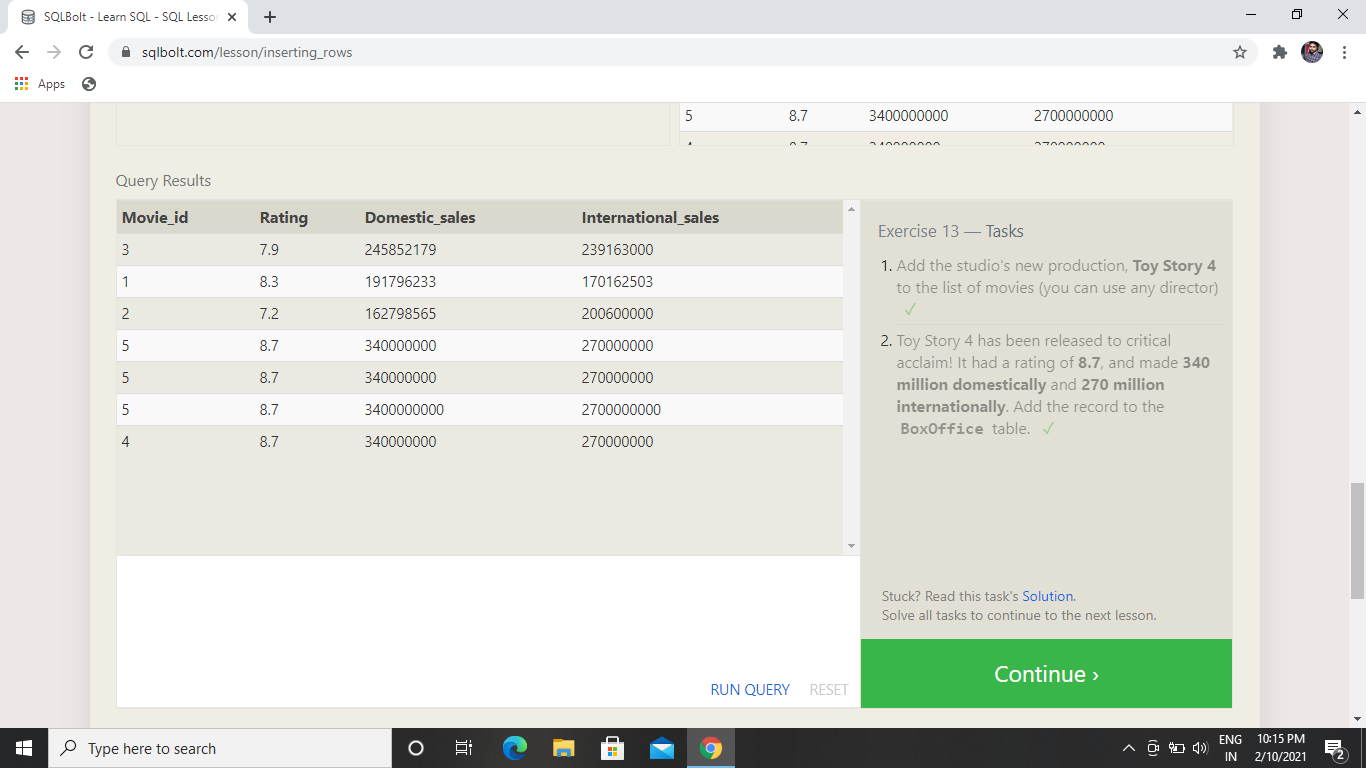 SQLBolt - Learn SQL - SQL Lesso
sqlbolt.com/lesson/inserting_rows
Apps
5 8.7 3400000000 2700000000
Query Results
Movie_id Rating Domestic_sales International_sales
3 7.9 245852179 239163000
1 8.3 191796233 170162503
2 7.2 162798565 200600000
5 8.7 340000000 270000000
5 8.7 340000000 270000000
5 8.7 3400000000 2700000000
4 8.7 340000000 270000000
RUN QUERY RESET
Exercise 13 — Tasks
1. Add the studio's new production, Toy Story 4
to the list of movies (you can use any director)
✓
2. Toy Story 4 has been released to critical
acclaim! It had a rating of 8.7, and made 340
million domestically and 270 million
internationally. Add the record to the
BoxOffice table. ✓
Stuck? Read this task's Solution.
Solve all tasks to continue to the next lesson.
Continue ›
Type here to search
ENG
IN
10:15 PM
2/10/2021
2